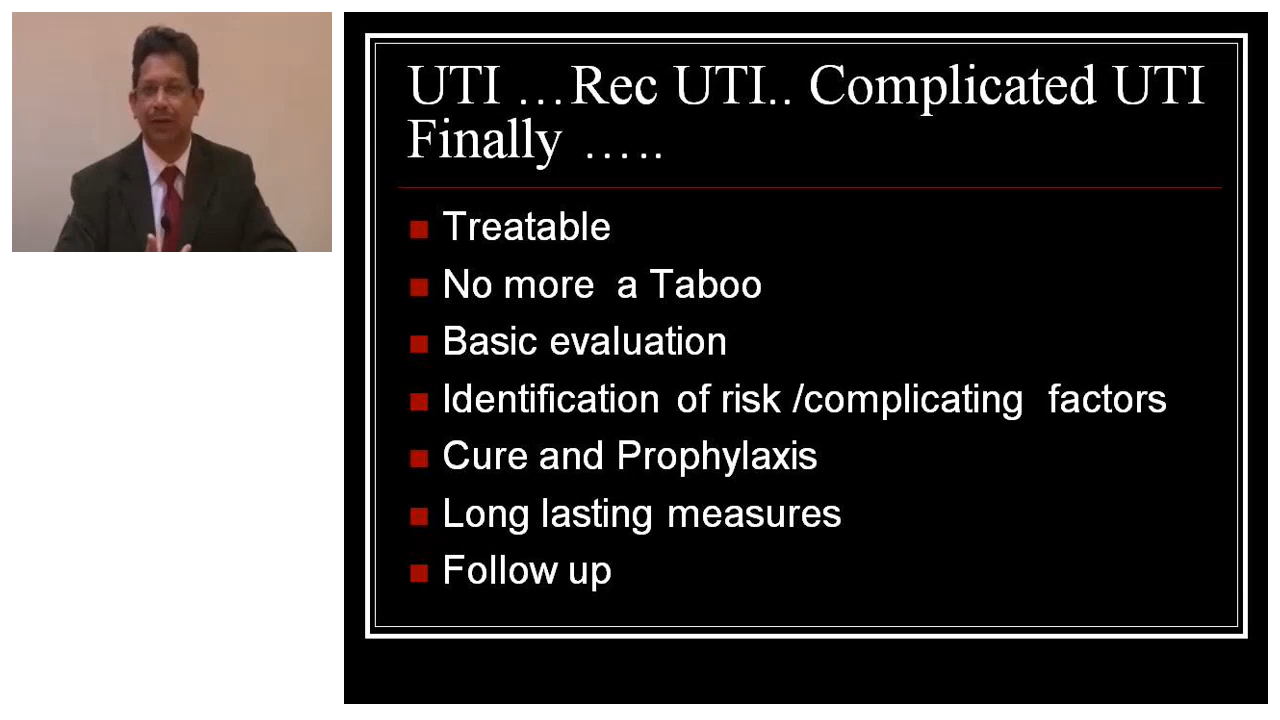 UTI …Rec UTI.. Complicated UTI
Finally …..
Treatable
No more a Taboo
Basic evaluation
Identification of risk /complicating factors
Cure and Prophylaxis
Long lasting measures
Follow up